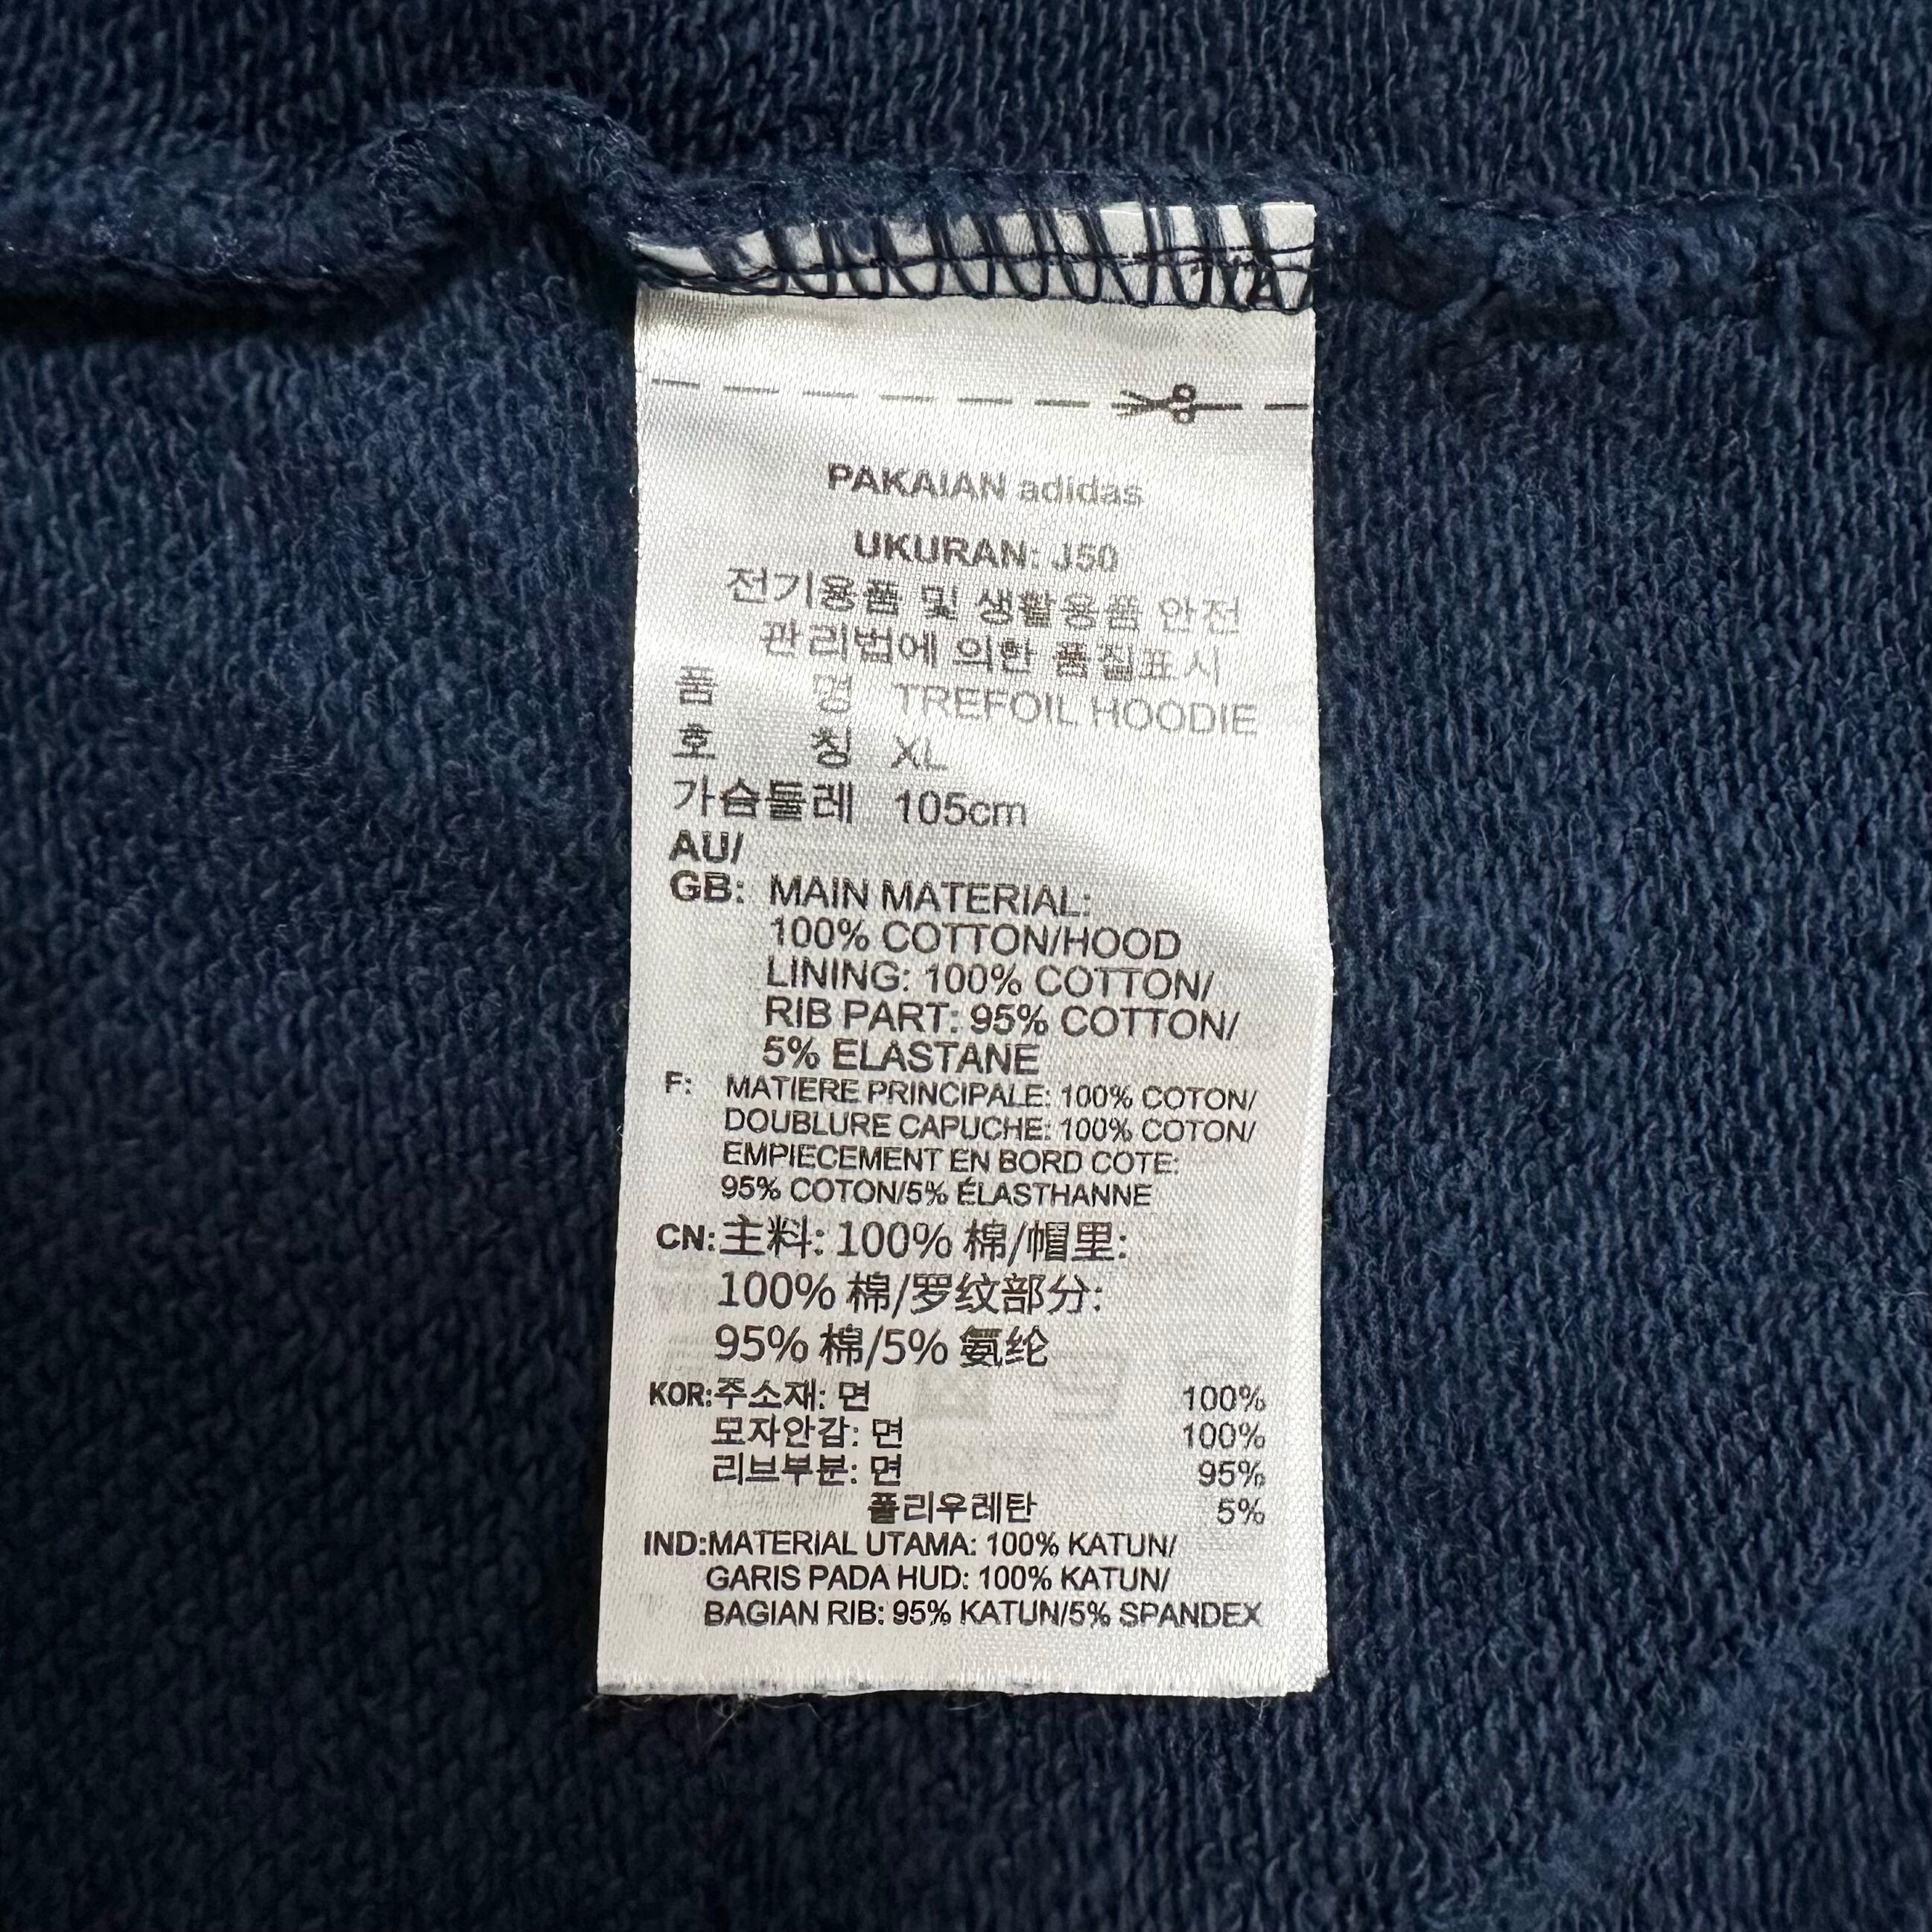 PAKAIAN adidas
UKURAN: J50
전기용품 및 생활용품 안전
관리법에 의한 품질표시
품 명 TREFOIL HOODIE
호 칭 XL
가슴둘레 105cm
AU/
GB: MAIN MATERIAL:
100% COTTON/HOOD
LINING: 100% COTTON/
RIB PART: 95% COTTON/
5% ELASTANE
F: MATIERE PRINCIPALE: 100% COTON/
DOUBLURE CAPUCHE: 100% COTON/
EMPIECEMENT EN BORD COTE:
95% COTON/5% ÉLASTHANNE
CN:主料: 100% 棉/帽里:
100% 棉/罗纹部分:
95% 棉/5% 氨纶
KOR:주소재: 면 100%
모자안감: 면 100%
리브부분: 면 95%
폴리우레탄 5%
IND:MATERIAL UTAMA: 100% KATUN/
GARIS PADA HUD: 100% KATUN/
BAGIAN RIB: 95% KATUN/5% SPANDEX